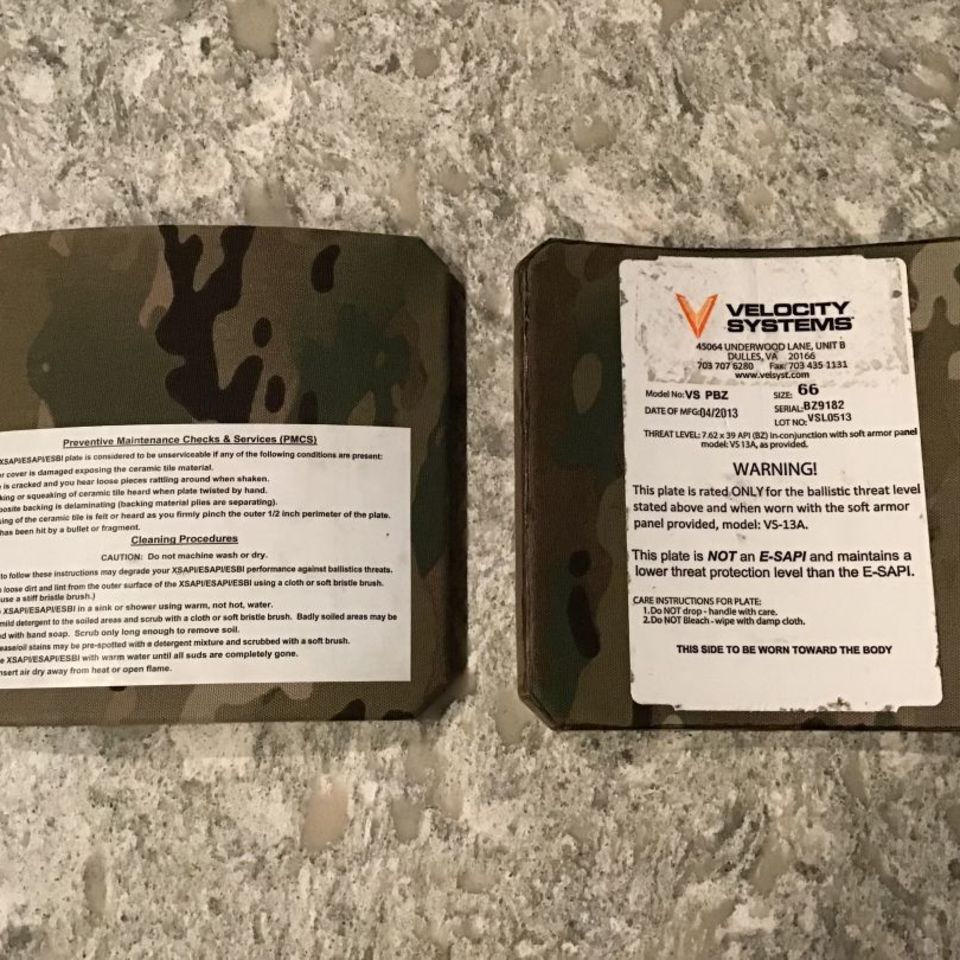 Preventive Maintenance Checks & Services (PMCS)
XSAPI/ESAPI/ESBI plate is considered to be unserviceable if any of the following conditions are present:
cover is damaged exposing the ceramic tile material.
is cracked and you hear loose pieces rattling around when shaken.
or squeaking of ceramic tile heard when plate twisted by hand.
backing is delaminating (backing material plies are separating).
of the ceramic tile is felt or heard as you firmly pinch the outer 1/2 inch perimeter of the plate.
has been hit by a bullet or fragment.
Cleaning Procedures
CAUTION: Do not machine wash or dry.
to follow these instructions may degrade your XSAPI/ESAPI/ESBI performance against ballistics threats.
loose dirt and lint from the outer surface of the XSAPI/ESAPI/ESBI using a cloth or soft bristle brush.
use a stiff bristle brush.)
XSAPI/ESAPI/ESBI in a sink or shower using warm, not hot, water.
mild detergent to the soiled areas and scrub with a cloth or soft bristle brush. Badly soiled areas may be
with hand soap. Scrub only long enough to remove soil.
stains may be pre-spotted with a detergent mixture and scrubbed with a soft brush.
XSAPI/ESAPI/ESBI with warm water until all suds are completely gone.
air dry away from heat or open flame.
VELOCITY
SYSTEMS™
45064 UNDERWOOD LANE, UNIT B
DULLES, VA 20166
703 707 6280 Fax: 703 435 1131
www.velsyst.com
Model No: VS PBZ SIZE: 66
DATE OF MFG: 04/2013 SERIAL: BZ9182
LOT NO: VSL0513
THREAT LEVEL: 7.62 x 39 API (BZ) in-conjunction with soft armor panel
model: VS 13A, as provided.
WARNING!
This plate is rated ONLY for the ballistic threat level
stated above and when worn with the soft armor
panel provided, model: VS-13A.
This plate is NOT an E-SAPI and maintains a
lower threat protection level than the E-SAPI.
CARE INSTRUCTIONS FOR PLATE:
1. Do NOT drop - handle with care.
2. Do NOT Bleach - wipe with damp cloth.
THIS SIDE TO BE WORN TOWARD THE BODY